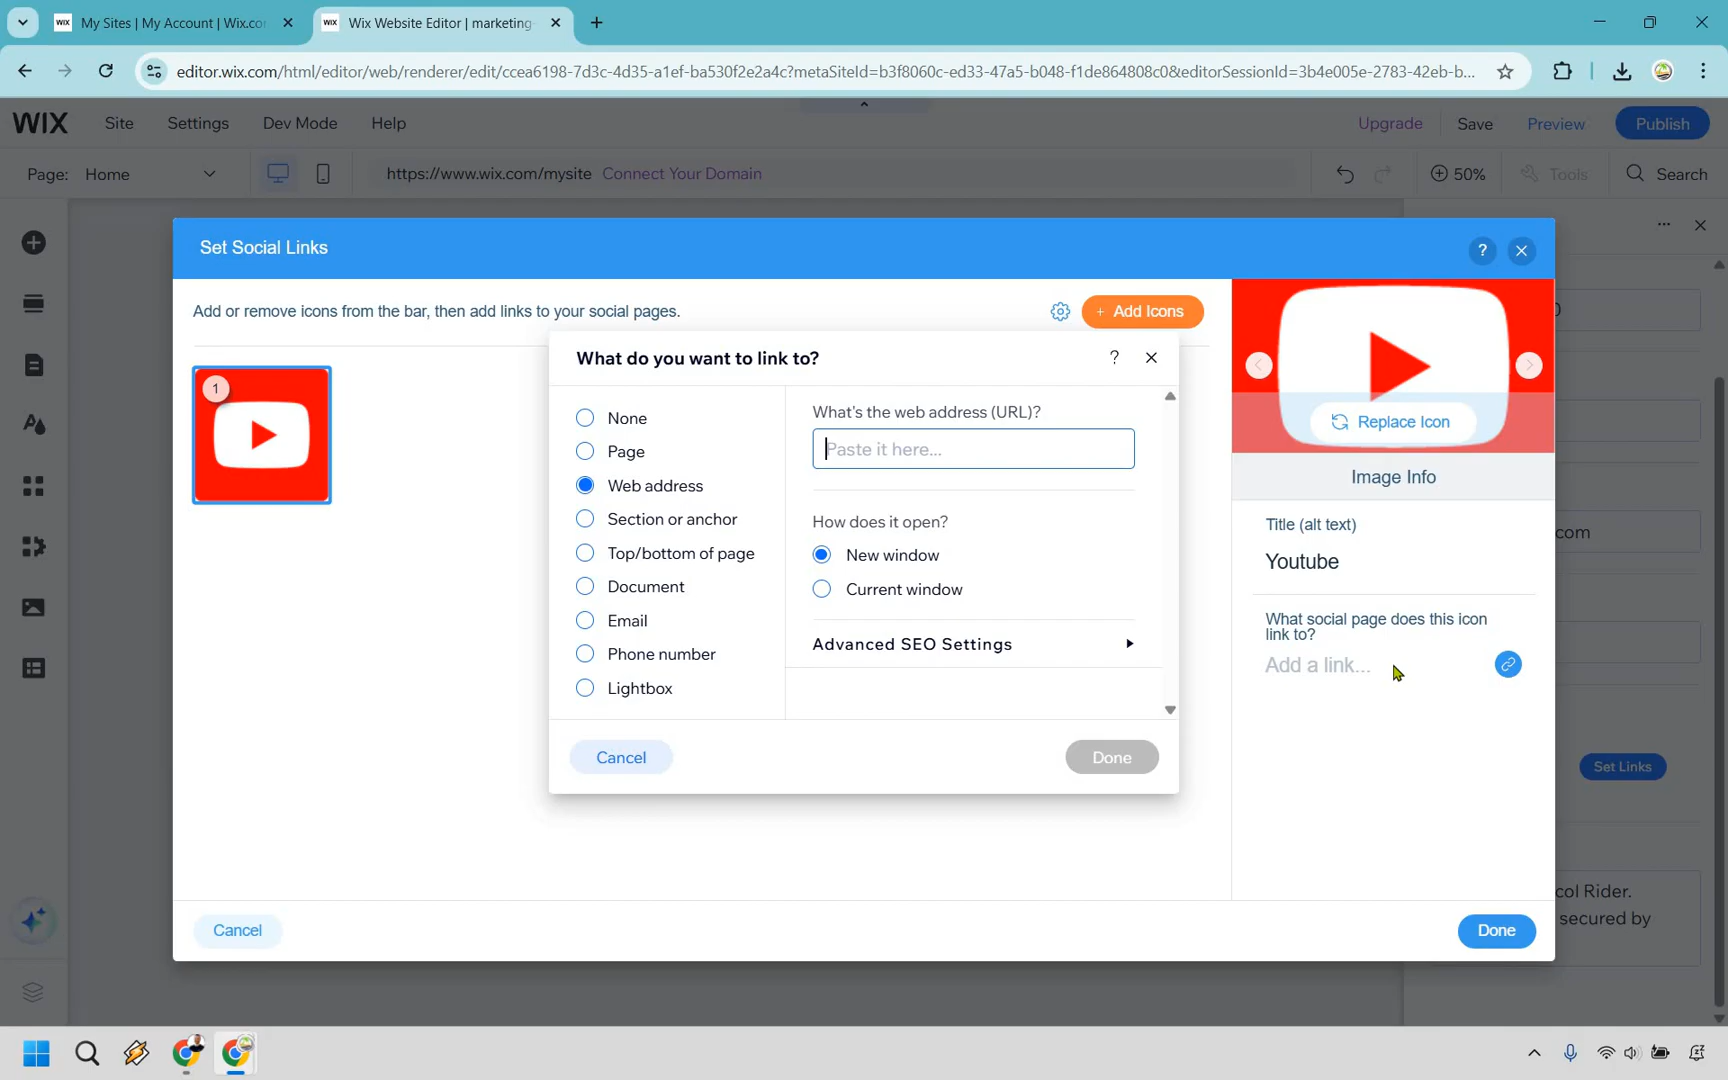 My Sites | My Account | Wix.co
Wix Website Editor | marketing-
editor.wix.com/html/editor/web/renderer/edit/ccea6198-7d3c-4d35-a1ef-ba530f2e2a4c?metaSiteId=b3f8060c-ed33-47a5-b048-f1de864808c0&editorSessionId=3b4e005e-2783-42eb-b...
WIX Site Settings Dev Mode Help Upgrade Save Preview Publish
Page: Home https://www.wix.com/mysite Connect Your Domain 50% Tools Search
Set Social Links ?
Add or remove icons from the bar, then add links to your social pages.
+ Add Icons
1
What do you want to link to? ?
None
Page
Web address
Section or anchor
Top/bottom of page
Document
Email
Phone number
Lightbox
What's the web address (URL)?
Paste it here...
How does it open?
New window
Current window
Advanced SEO Settings
Cancel Done
Replace Icon
Image Info
Title (alt text)
Youtube
What social page does this icon
link to?
Add a link...
Cancel Done
com
Set Links
col Rider.
secured by